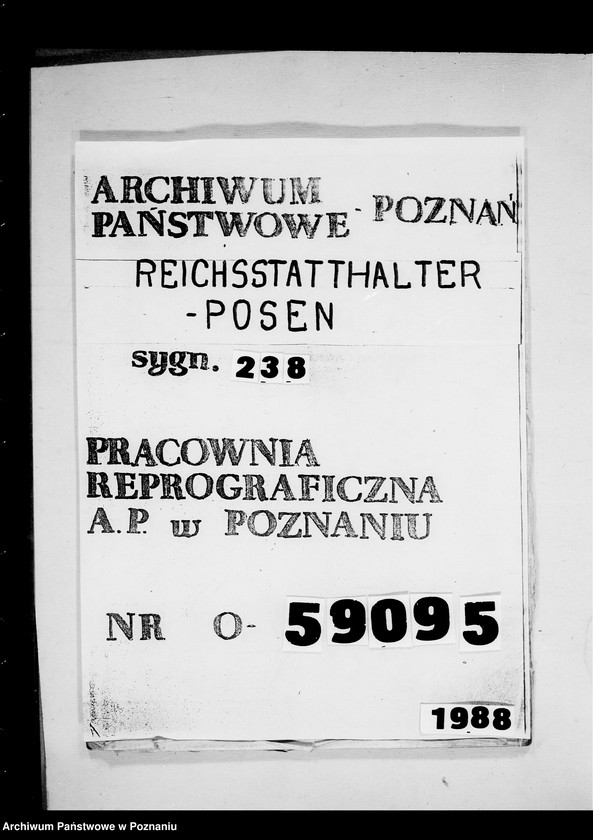 ARCHIWUM
PAŃSTWOWE - POZNAŃ
REICHSSTATTHALTER
-POSEN
sygn. 238
PRACOWNIA
REPROGRAFICZNA
A.P. w POZNANIU
NR O- 59095
1988
Archiwum Państwowe w Poznaniu